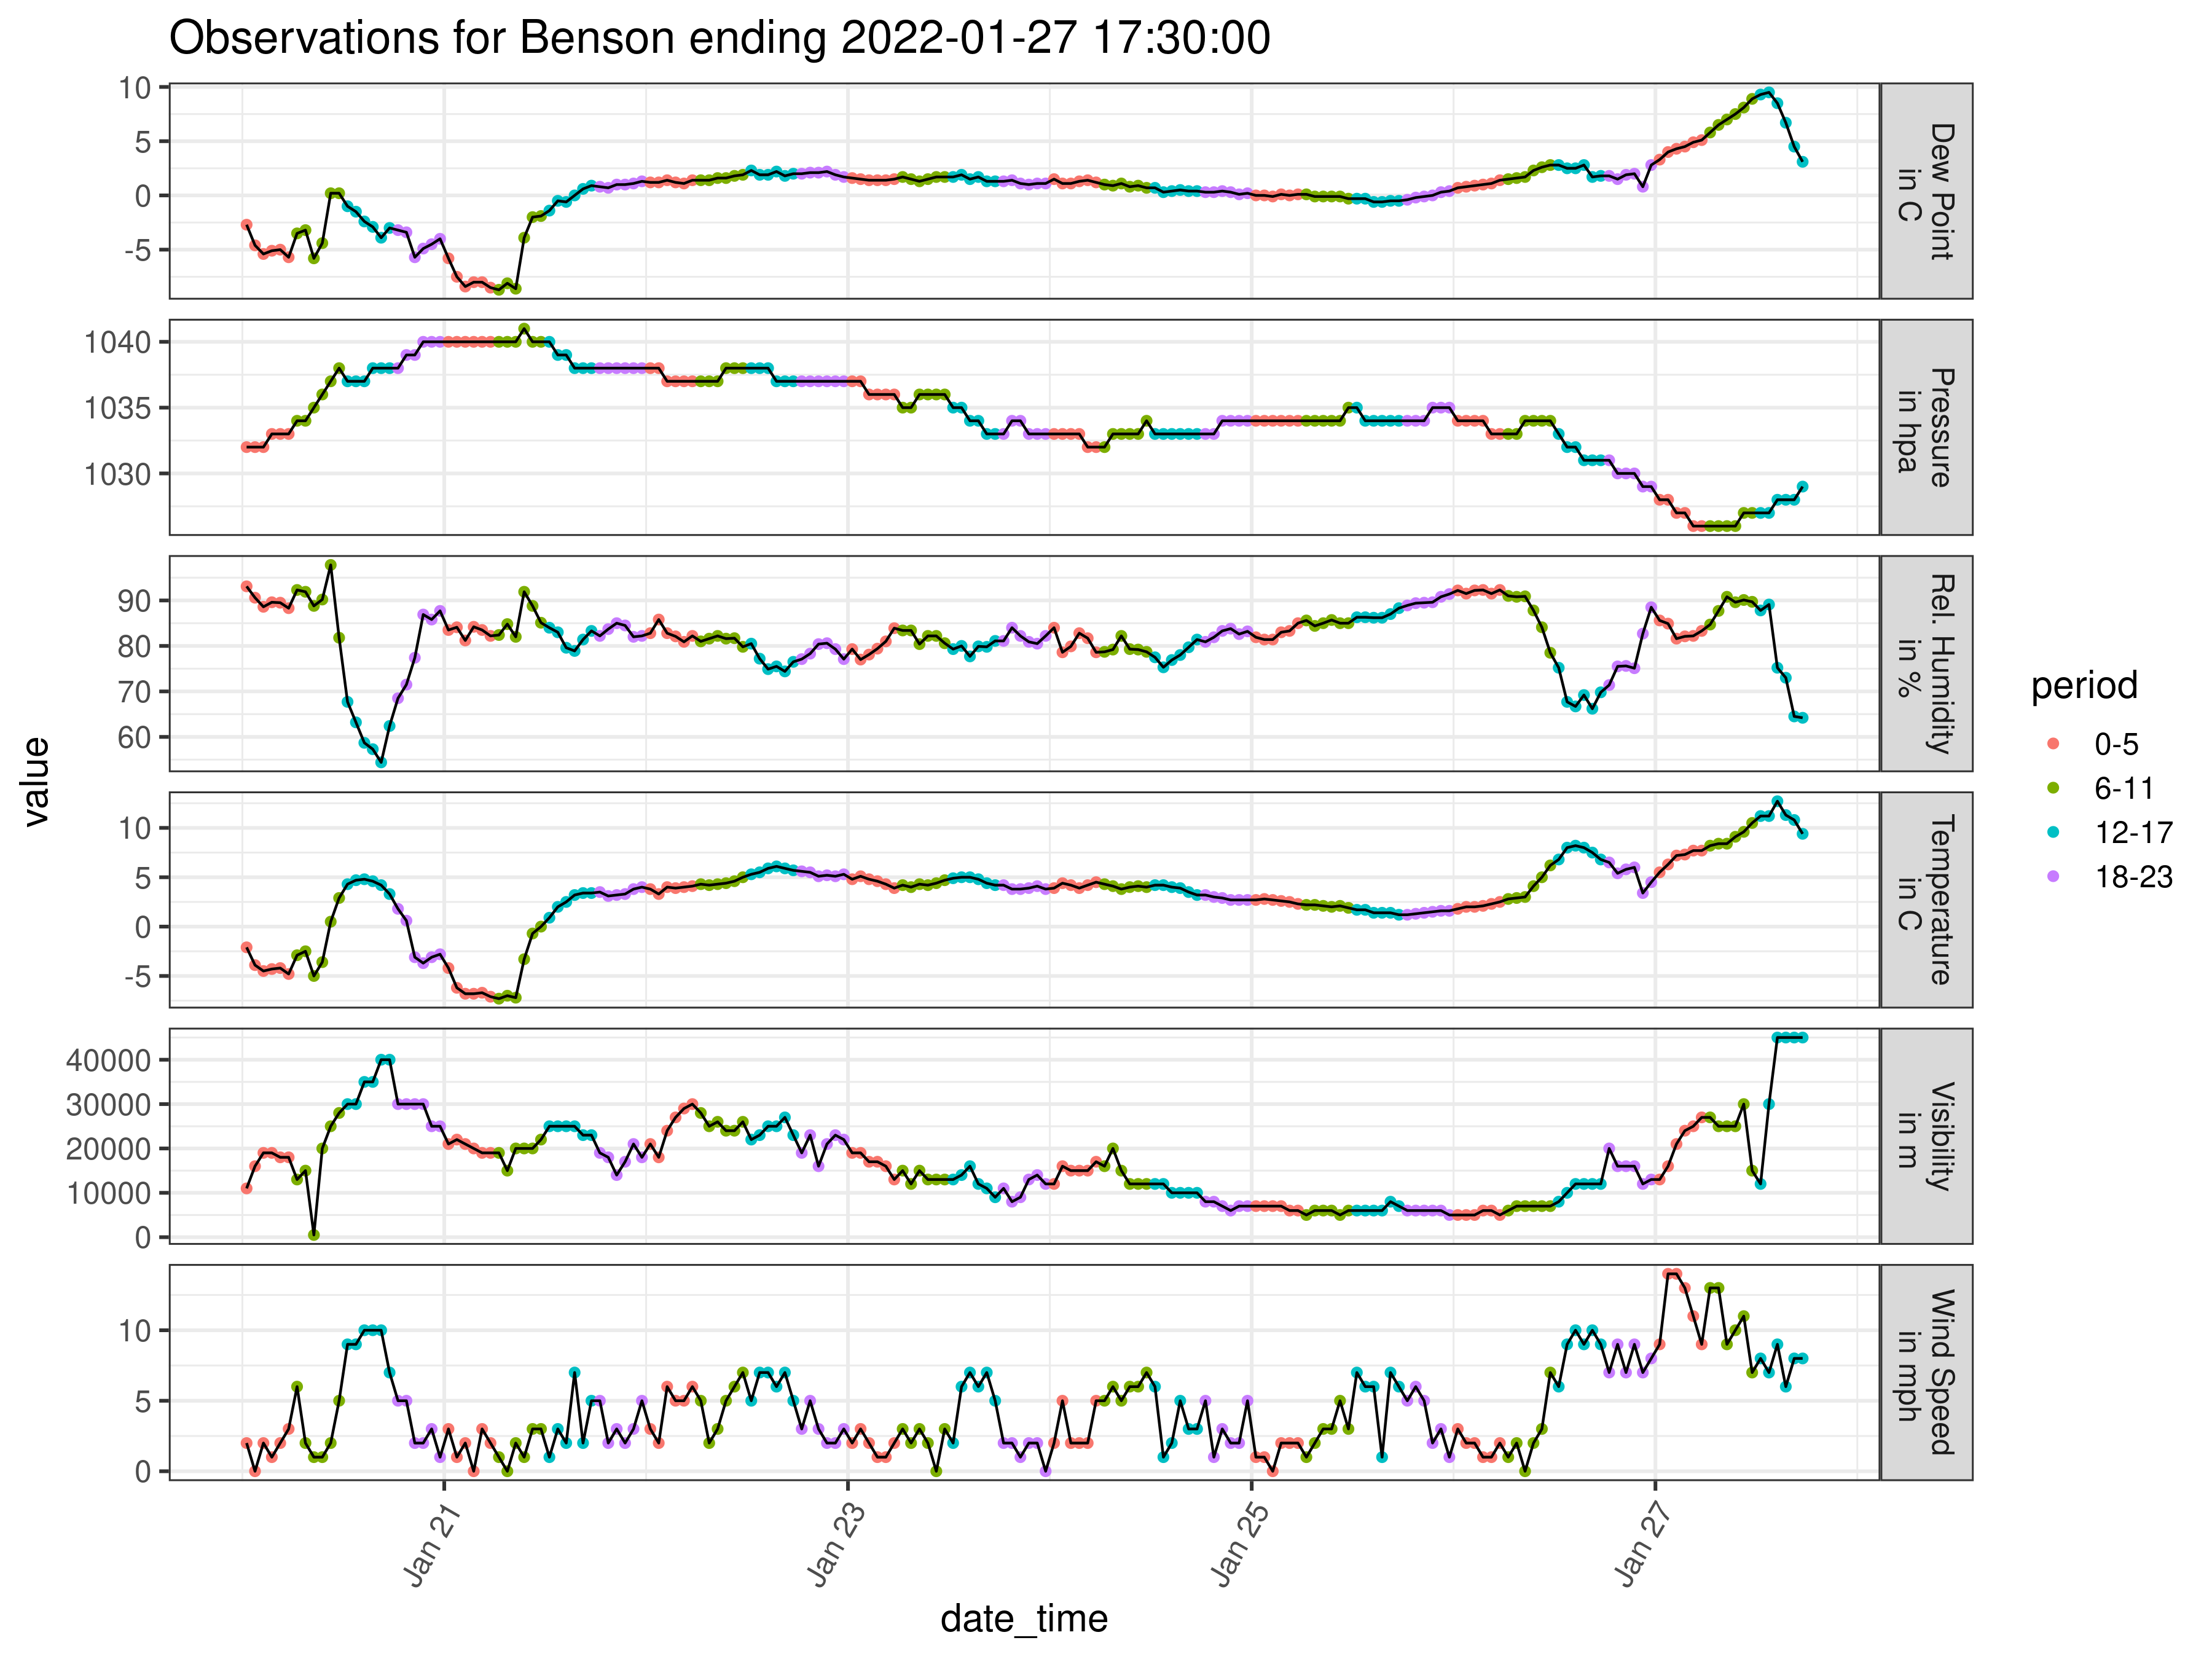 Observations for Benson ending 2022-01-27 17:30:00
10
5
0
-5
Dew Point
in C
1040
1035
1030
Pressure
in hpa
90
80
70
60
Rel. Humidity
in %
10
5
0
-5
Temperature
in C
40000
30000
20000
10000
0
Visibility
in m
10
5
0
Wind Speed
in mph
value
Jan 21
Jan 23
Jan 25
Jan 27
date_time
period
0-5
6-11
12-17
18-23